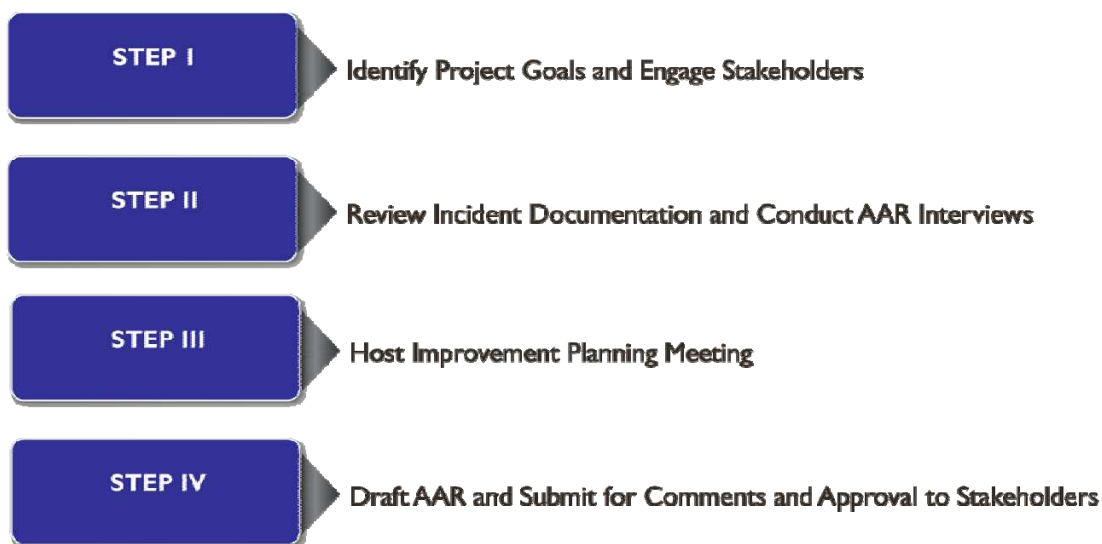 STEP I
Identify Project Goals and Engage Stakeholders
STEP II
Review Incident Documentation and Conduct AAR Interviews
STEP III
Host Improvement Planning Meeting
STEP IV
Draft AAR and Submit for Comments and Approval to Stakeholders